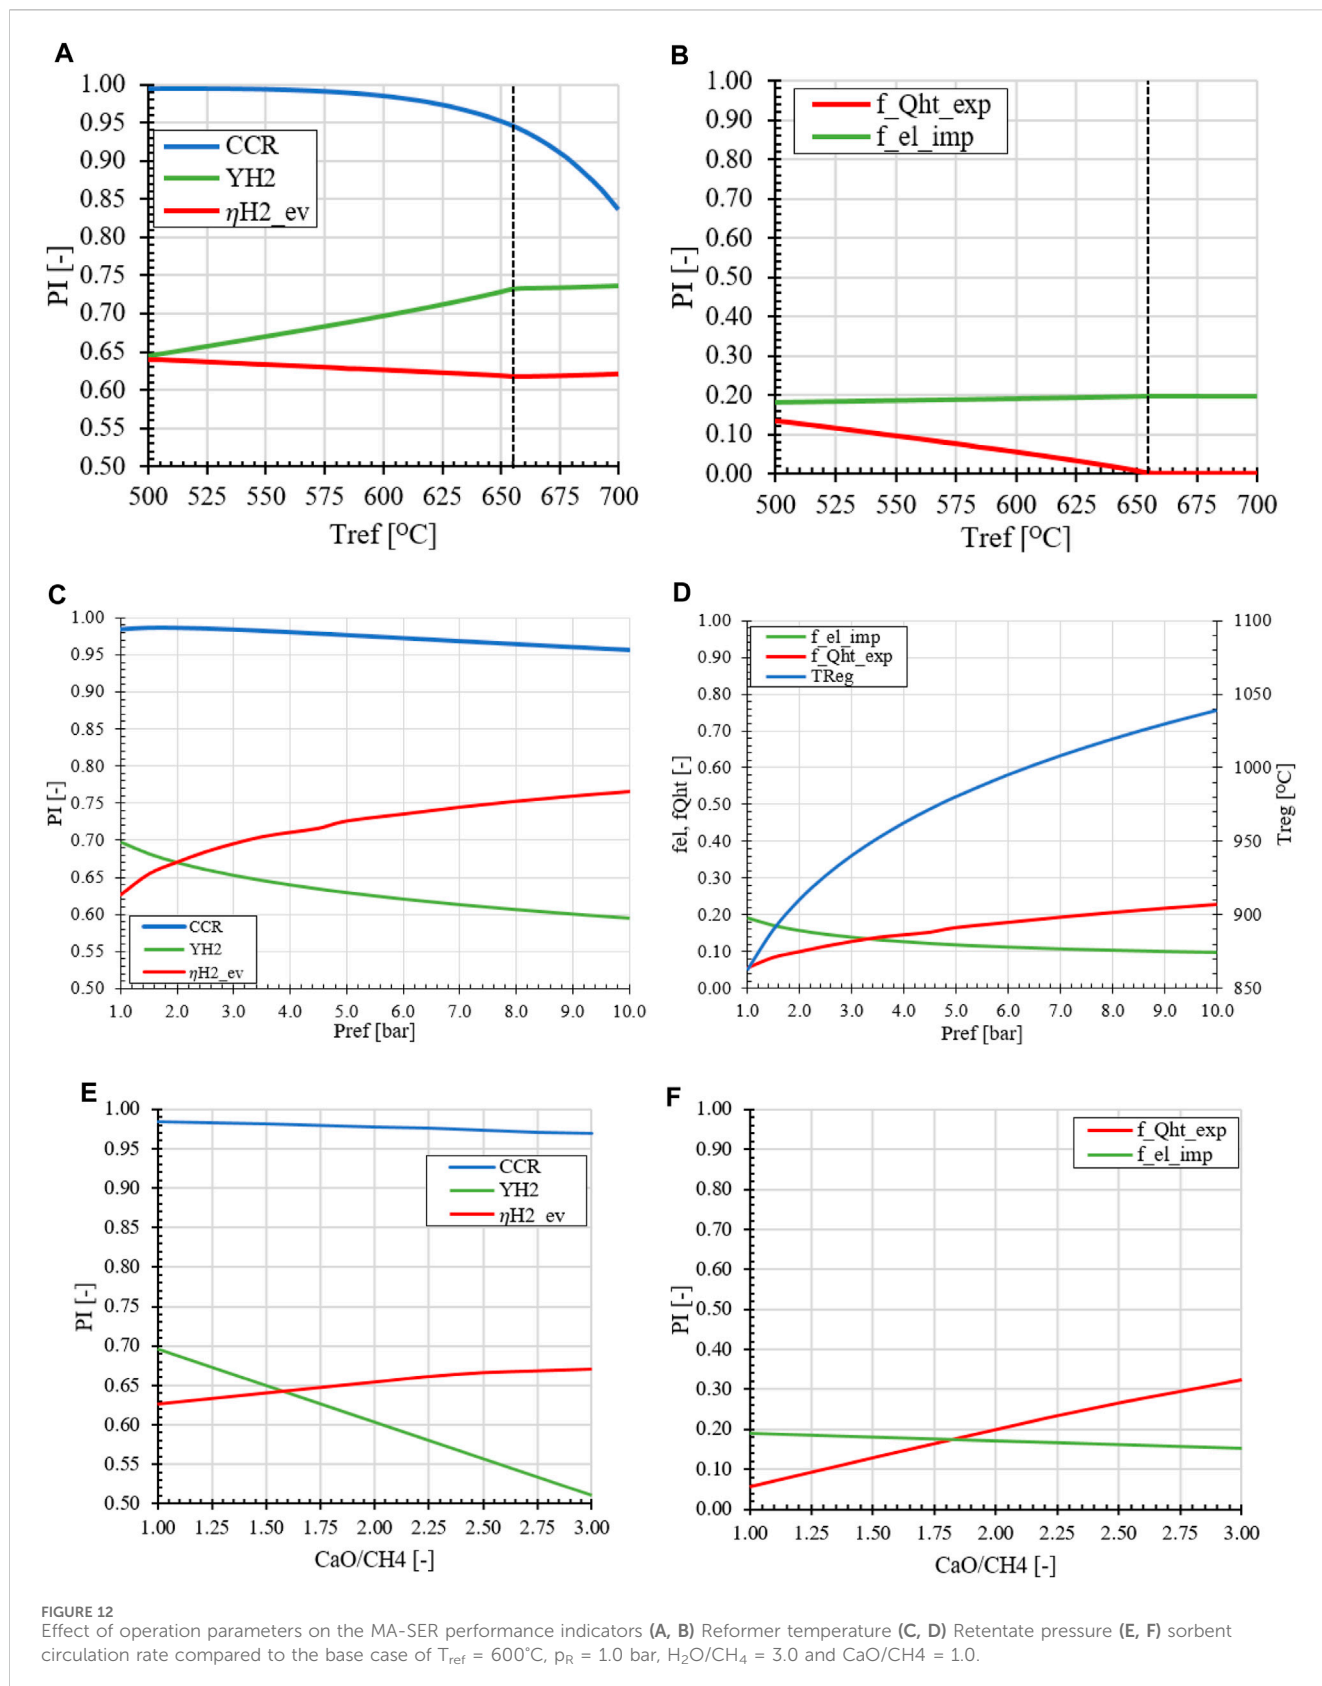 A
1.00
0.95
0.90
0.85
0.80
0.75
0.70
0.65
0.60
0.55
0.50
PI [-]
CCR
YH2
ηH2_ev
500 525 550 575 600 625 650 675 700
Tref [OC]
B
1.00
0.90
0.80
0.70
0.60
0.50
0.40
0.30
0.20
0.10
0.00
PI [-]
f_Qht_exp
f_el_imp
500 525 550 575 600 625 650 675 700
Tref [OC]
C
1.00
0.95
0.90
0.85
0.80
0.75
0.70
0.65
0.60
0.55
0.50
PI [-]
CCR
YH2
ηH2_ev
1.0 2.0 3.0 4.0 5.0 6.0 7.0 8.0 9.0 10.0
Pref [bar]
D
1.00
0.90
0.80
0.70
0.60
0.50
0.40
0.30
0.20
0.10
0.00
fel, fQht [-]
f_el_imp
f_Qht_exp
TReg
1100
1050
1000
950
900
850
Treg [OC]
1.0 2.0 3.0 4.0 5.0 6.0 7.0 8.0 9.0 10.0
Pref [bar]
E
1.00
0.95
0.90
0.85
0.80
0.75
0.70
0.65
0.60
0.55
0.50
PI [-]
CCR
YH2
ηH2_ev
1.00 1.25 1.50 1.75 2.00 2.25 2.50 2.75 3.00
CaO/CH4 [-]
F
1.00
0.90
0.80
0.70
0.60
0.50
0.40
0.30
0.20
0.10
0.00
PI [-]
f_Qht_exp
f_el_imp
1.00 1.25 1.50 1.75 2.00 2.25 2.50 2.75 3.00
CaO/CH4 [-]
FIGURE 12
Effect of operation parameters on the MA-SER performance indicators (A, B) Reformer temperature (C, D) Retentate pressure (E, F) sorbent
circulation rate compared to the base case of Tref = 600°C, pR = 1.0 bar, H2O/CH4 = 3.0 and CaO/CH4 = 1.0.